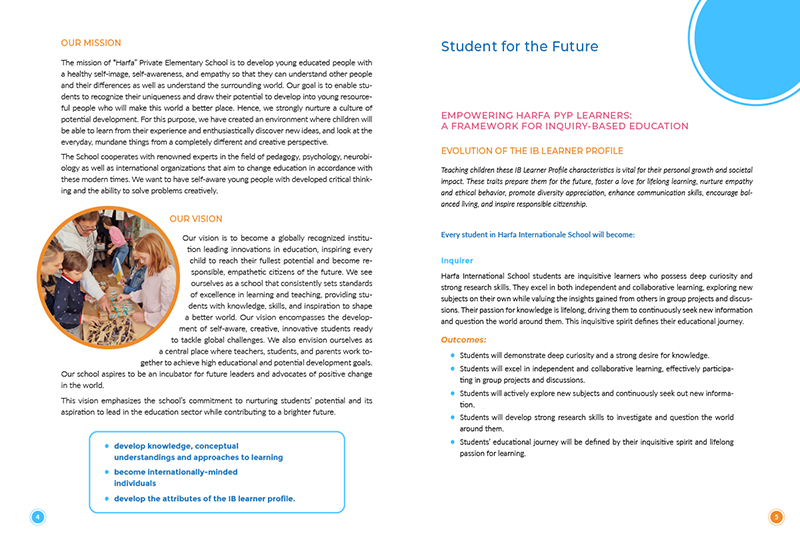 OUR MISSION
The mission of "Harfa" Private Elementary School is to develop young educated people with
a healthy self-image, self-awareness, and empathy so that they can understand other people
and their differences as well as understand the surrounding world. Our goal is to enable stu-
dents to recognize their uniqueness and draw their potential to develop into young resource-
ful people who will make this world a better place. Hence, we strongly nurture a culture of
potential development. For this purpose, we have created an environment where children will
be able to learn from their experience and enthusiastically discover new ideas, and look at the
everyday, mundane things from a completely different and creative perspective.
The School cooperates with renowned experts in the field of pedagogy, psychology, neurobi-
ology as well as international organizations that aim to change education in accordance with
these modern times. We want to have self-aware young people with developed critical think-
ing and the ability to solve problems creatively.
OUR VISION
Our vision is to become a globally recognized institu-
tion leading innovations in education, inspiring every
child to reach their fullest potential and become re-
sponsible, empathetic citizens of the future. We see
ourselves as a school that consistently sets standards
of excellence in learning and teaching, providing stu-
dents with knowledge, skills, and inspiration to shape
a better world. Our vision encompasses the develop-
ment of self-aware, creative, innovative students ready
to tackle global challenges. We also envision ourselves as
a central place where teachers, students, and parents work to-
gether to achieve high educational and potential development goals.
Our school aspires to be an incubator for future leaders and advocates of positive change
in the world.
This vision emphasizes the school's commitment to nurturing students' potential and its
aspiration to lead in the education sector while contributing to a brighter future.
• develop knowledge, conceptual
understandings and approaches to learning
• become internationally-minded
individuals
• develop the attributes of the IB learner profile.
4
Student for the Future
EMPOWERING HARFA PYP LEARNERS:
A FRAMEWORK FOR INQUIRY-BASED EDUCATION
EVOLUTION OF THE IB LEARNER PROFILE
Teaching children these IB Learner Profile characteristics is vital for their personal growth and societal
impact. These traits prepare them for the future, foster a love for lifelong learning, nurture empathy
and ethical behavior, promote diversity appreciation, enhance communication skills, encourage bal-
anced living, and inspire responsible citizenship.
Every student in Harfa Internationale School will become:
Inquirer
Harfa International School students are inquisitive learners who possess deep curiosity and
strong research skills. They excel in both independent and collaborative learning, exploring new
subjects on their own while valuing the insights gained from others in group projects and discus-
sions. Their passion for knowledge is lifelong, driving them to continuously seek new information
and question the world around them. This inquisitive spirit defines their educational journey.
Outcomes:
• Students will demonstrate deep curiosity and a strong desire for knowledge.
• Students will excel in independent and collaborative learning, effectively participa-
ting in group projects and discussions.
• Students will actively explore new subjects and continuously seek out new informa-
tion.
• Students will develop strong research skills to investigate and question the world
around them.
• Students' educational journey will be defined by their inquisitive spirit and lifelong
passion for learning.
5